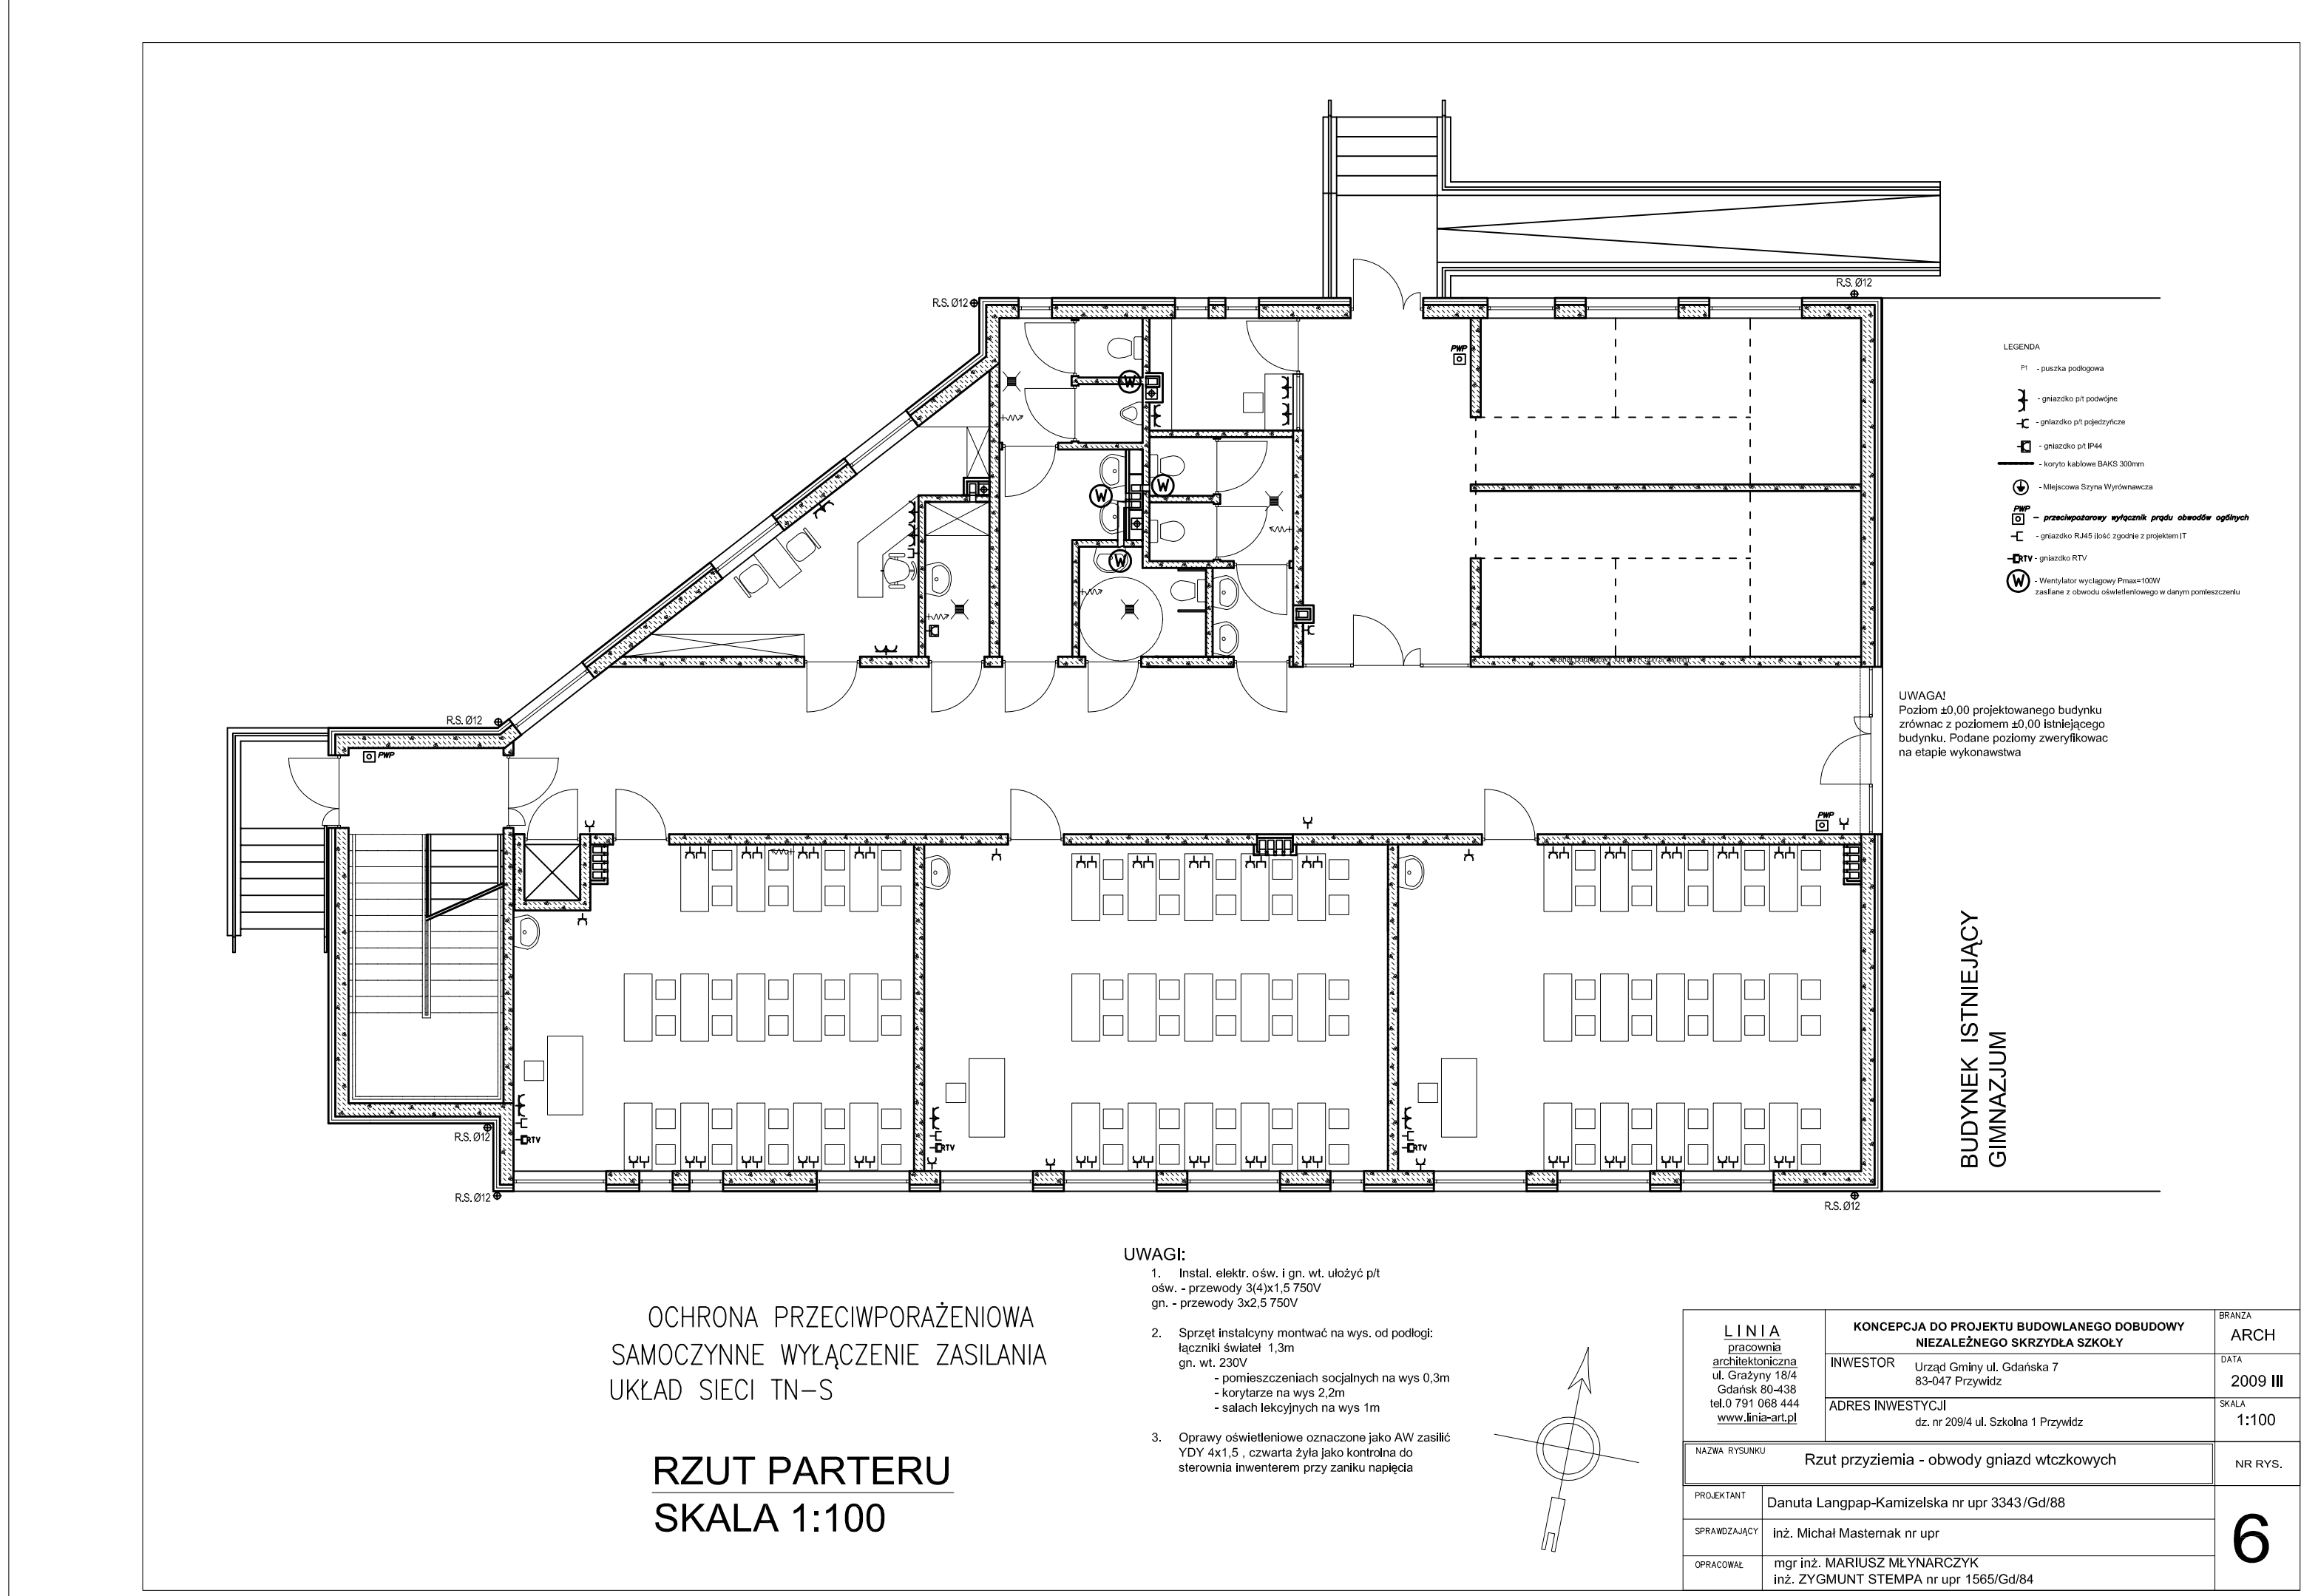 R.S. Ø12
R.S. Ø12
PWP
LEGENDA
P1 - puszka podłogowa
- gniazdko p/t podwójne
- gniazdko p/t pojedzyńcze
- gniazdko p/t IP44
- koryto kablowe BAKS 300mm
- Miejscowa Szyna Wyrównawcza
PWP
- przeciwpożarowy wyłącznik prądu obwodów ogólnych
- gniazdko RJ45 ilość zgodnie z projektem IT
RTV - gniazdko RTV
W - Wentylator wyciągowy Pmax=100W
zasilane z obwodu oświetleniowego w danym pomieszczeniu
W
W
W
W
R.S. Ø12
PWP
UWAGA!
Poziom ±0,00 projektowanego budynku
zrównac z poziomem ±0,00 istniejącego
budynku. Podane poziomy zweryfikowac
na etapie wykonawstwa
PWP
BUDYNEK ISTNIEJĄCY
GIMNAZJUM
R.S. Ø12
RTV
RTV
RTV
R.S. Ø12
R.S. Ø12
OCHRONA PRZECIWPORAŻENIOWA
SAMOCZYNNE WYŁĄCZENIE ZASILANIA
UKŁAD SIECI TN-S
RZUT PARTERU
SKALA 1:100
UWAGI:
1. Instal. elektr. ośw. i gn. wt. ułożyć p/t
ośw. - przewody 3(4)x1,5 750V
gn. - przewody 3x2,5 750V
2. Sprzęt instalcyny montwać na wys. od podłogi:
łączniki świateł 1,3m
gn. wt. 230V
- pomieszczeniach socjalnych na wys 0,3m
- korytarze na wys 2,2m
- salach lekcyjnych na wys 1m
3. Oprawy oświetleniowe oznaczone jako AW zasilić
YDY 4x1,5 , czwarta żyła jako kontrolna do
sterownia inwenterem przy zaniku napięcia
LINIA
pracownia
architektoniczna
ul. Grażyny 18/4
Gdańsk 80-438
tel.0 791 068 444
www.linia-art.pl
KONCEPCJA DO PROJEKTU BUDOWLANEGO DOBUDOWY
NIEZALEŻNEGO SKRZYDŁA SZKOŁY
INWESTOR Urząd Gminy ul. Gdańska 7
83-047 Przywidz
ADRES INWESTYCJI
dz. nr 209/4 ul. Szkolna 1 Przywidz
BRANŻA
ARCH
DATA
2009 III
SKALA
1:100
NAZWA RYSUNKU
Rzut przyziemia - obwody gniazd wtczkowych
NR RYS.
6
PROJEKTANT Danuta Langpap-Kamizelska nr upr 3343/Gd/88
SPRAWDZAJĄCY inż. Michał Masternak nr upr
OPRACOWAŁ mgr inż. MARIUSZ MŁYNARCZYK
inż. ZYGMUNT STEMPA nr upr 1565/Gd/84